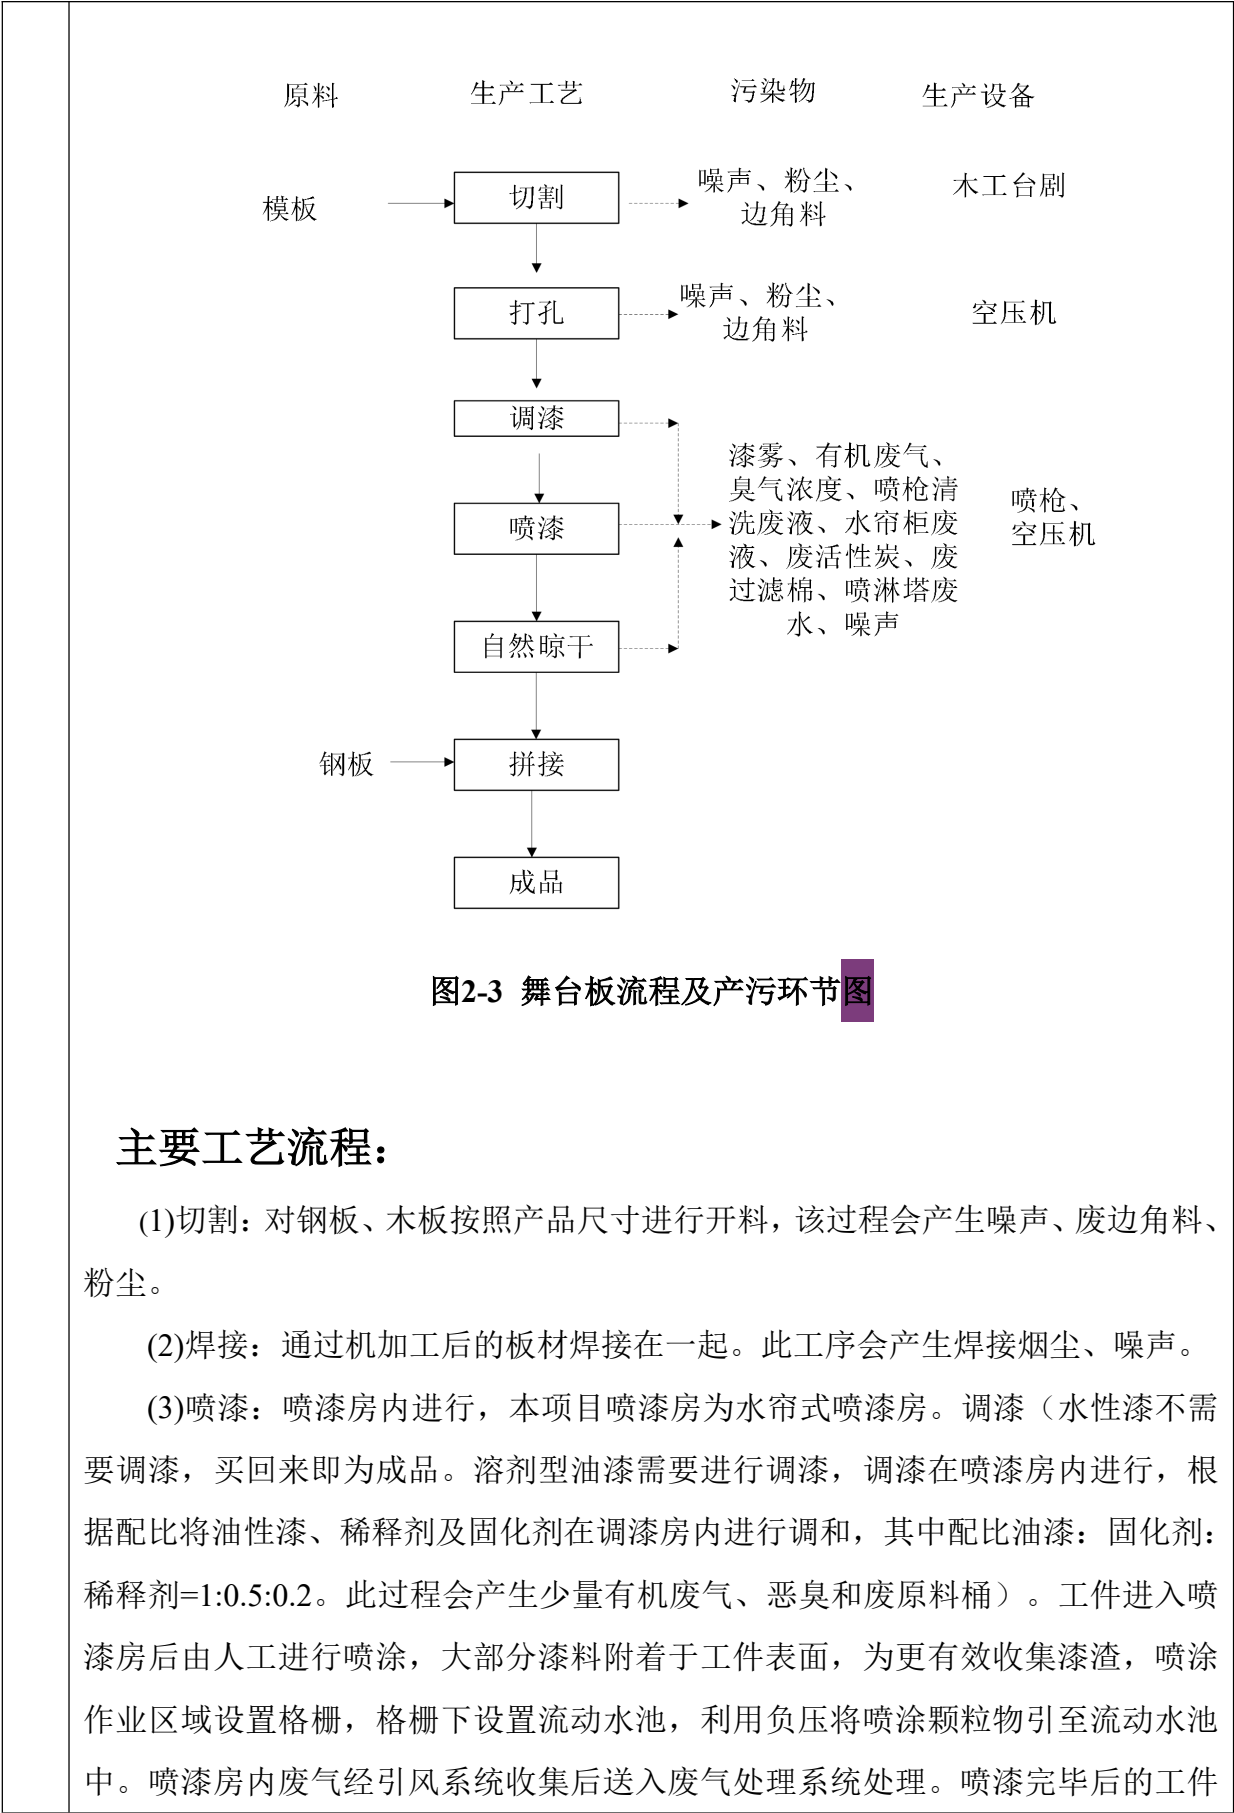 原料 生产工艺 污染物 生产设备
模板 切割 噪声、粉尘、
边角料
木工台剧
打孔 噪声、粉尘、
边角料
空压机
调漆
喷漆
自然晾干
漆雾、有机废气、
臭气浓度、喷枪清
洗废液、水帘柜废
液、废活性炭、废
过滤棉、喷淋塔废
水、噪声
喷枪、
空压机
钢板 拼接
成品
图2-3 舞台板流程及产污环节图
主要工艺流程：
(1)切割：对钢板、木板按照产品尺寸进行开料，该过程会产生噪声、废边角料、
粉尘。
(2)焊接：通过机加工后的板材焊接在一起。此工序会产生焊接烟尘、噪声。
(3)喷漆：喷漆房内进行，本项目喷漆房为水帘式喷漆房。调漆（水性漆不需
要调漆，买回来即为成品。溶剂型油漆需要进行调漆，调漆在喷漆房内进行，根
据配比将油性漆、稀释剂及固化剂在调漆房内进行调和，其中配比油漆：固化剂：
稀释剂=1:0.5:0.2。此过程会产生少量有机废气、恶臭和废原料桶）。工件进入喷
漆房后由人工进行喷涂，大部分漆料附着于工件表面，为更有效收集漆渣，喷涂
作业区域设置格栅，格栅下设置流动水池，利用负压将喷涂颗粒物引至流动水池
中。喷漆房内废气经引风系统收集后送入废气处理系统处理。喷漆完毕后的工件